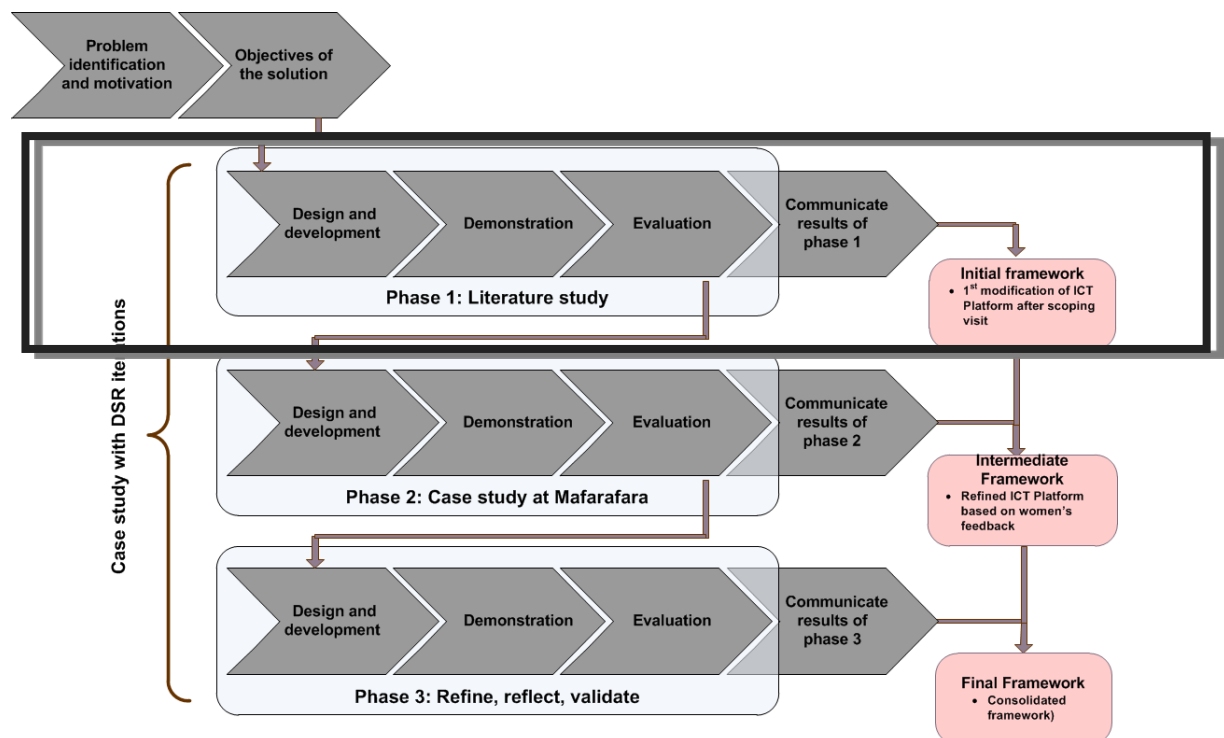 Problem
identification
and motivation
Objectives of
the solution
Case study with DSR iterations
Design and
development
Demonstration
Evaluation
Communicate
results of
phase 1
Phase 1: Literature study
Initial framework
• 1st modification of ICT
Platform after scoping
visit
Design and
development
Demonstration
Evaluation
Communicate
results of
phase 2
Phase 2: Case study at Mafarafara
Intermediate
Framework
• Refined ICT Platform
based on women's
feedback
Design and
development
Demonstration
Evaluation
Communicate
results of
phase 3
Phase 3: Refine, reflect, validate
Final Framework
• Consolidated
framework)